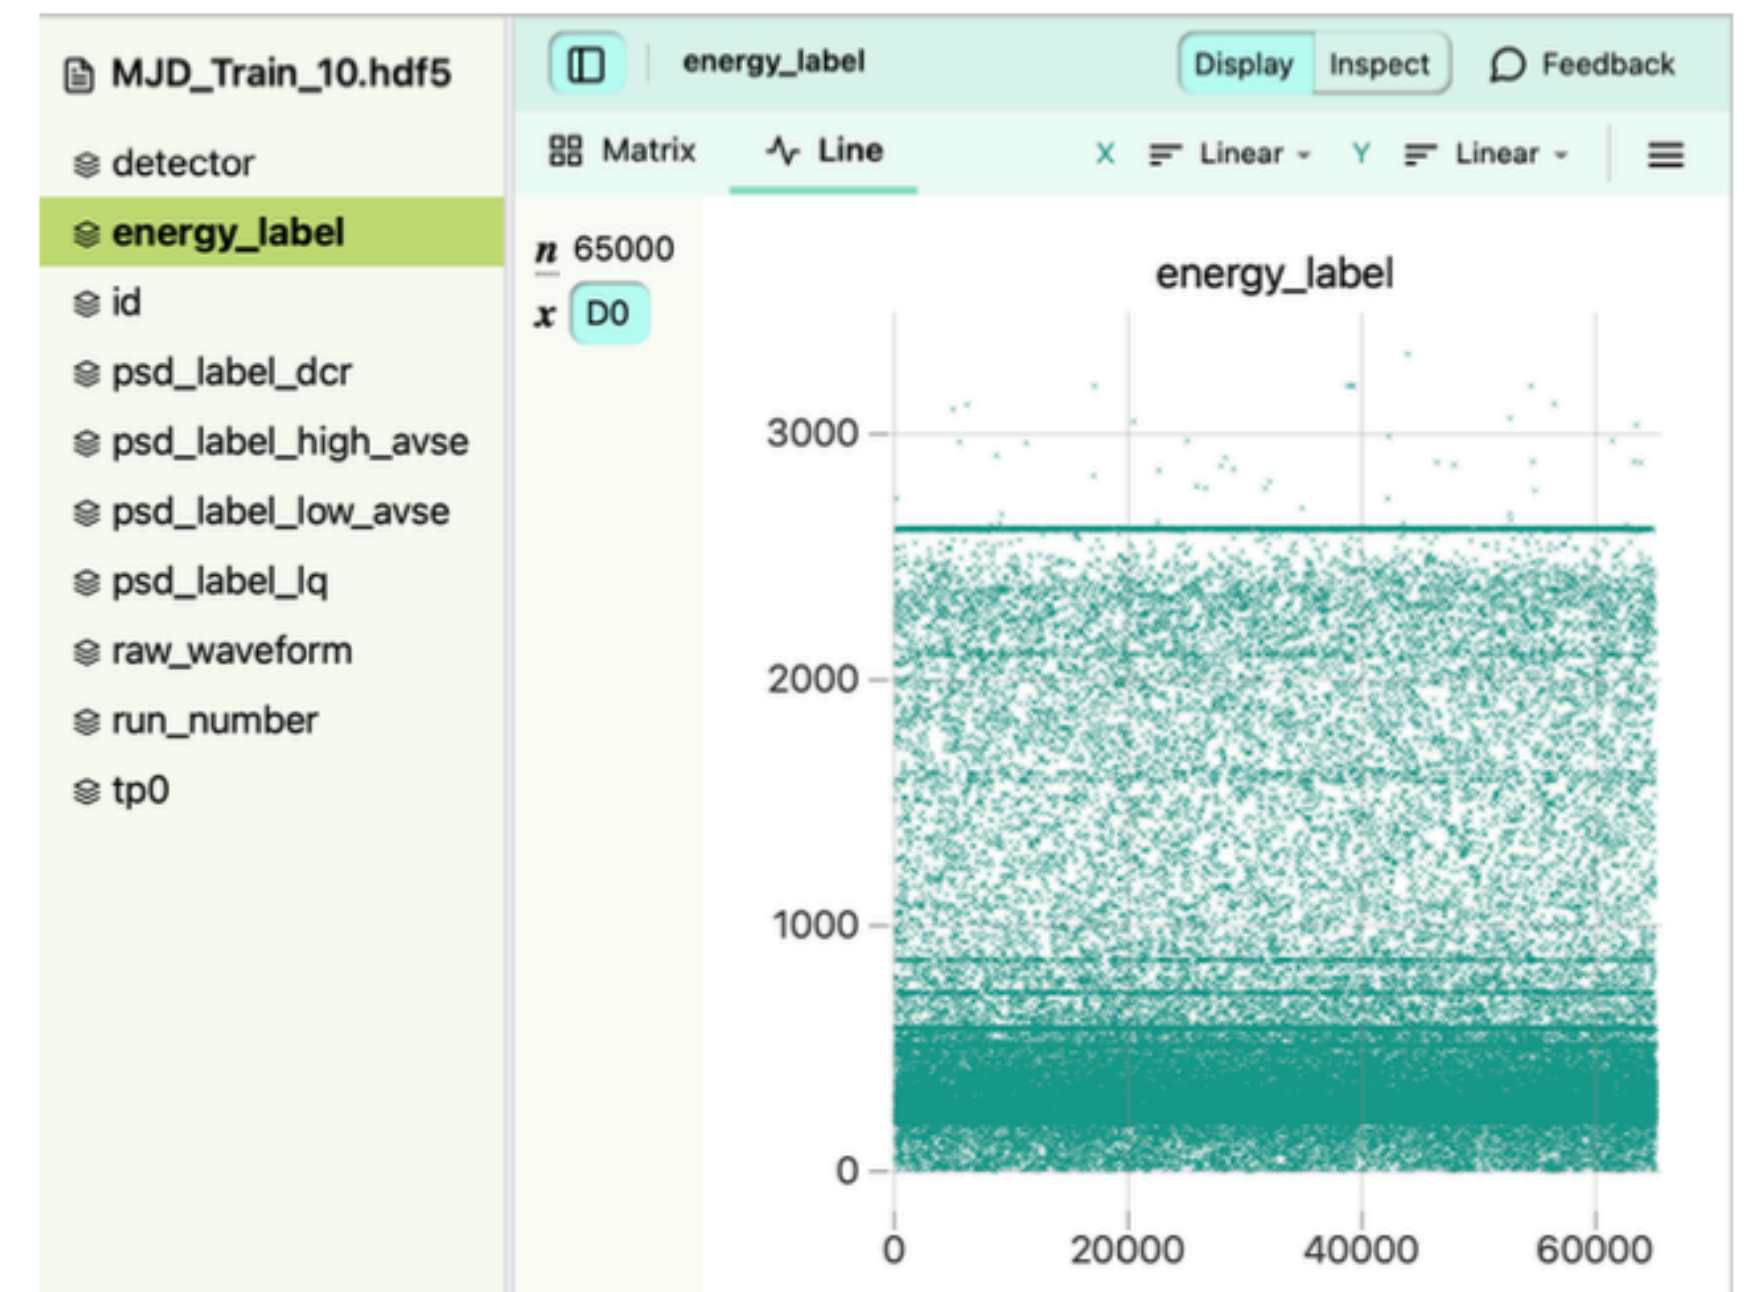 MJD_Train_10.hdf5
detector
energy_label
id
psd_label_dcr
psd_label_high_avse
psd_label_low_avse
psd_label_lq
raw_waveform
run_number
tp0
energy_label
Display Inspect Feedback
Matrix Line X Linear Y Linear
n 65000
x D0
energy_label
3000
2000
1000
0
0 20000 40000 60000